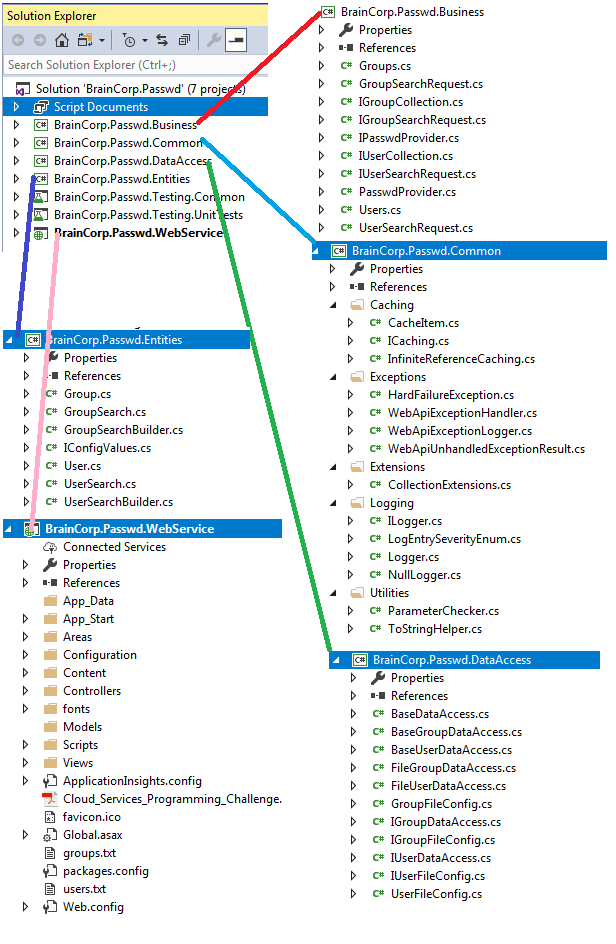 Solution Explorer
Search Solution Explorer (Ctrl+;)
Solution 'BrainCorp.Passwd' (7 projects)
Script Documents
BrainCorp.Passwd.Business
BrainCorp.Passwd.Common
BrainCorp.Passwd.DataAccess
BrainCorp.Passwd.Entities
BrainCorp.Passwd.Testing.Common
BrainCorp.Passwd.Testing.UnitTests
BrainCorp.Passwd.WebService
BrainCorp.Passwd.Entities
Properties
References
Group.cs
GroupSearch.cs
GroupSearchBuilder.cs
IConfigValues.cs
User.cs
UserSearch.cs
UserSearchBuilder.cs
BrainCorp.Passwd.WebService
Connected Services
Properties
References
App_Data
App_Start
Areas
Configuration
Content
Controllers
fonts
Models
Scripts
Views
ApplicationInsights.config
Cloud_Services_Programming_Challenge.
favicon.ico
Global.asax
groups.txt
packages.config
users.txt
Web.config
BrainCorp.Passwd.Business
Properties
References
Groups.cs
GroupSearchRequest.cs
IGroupCollection.cs
IGroupSearchRequest.cs
IPasswdProvider.cs
IUserCollection.cs
IUserSearchRequest.cs
PasswdProvider.cs
Users.cs
UserSearchRequest.cs
BrainCorp.Passwd.Common
Properties
References
Caching
CacheItem.cs
ICaching.cs
InfiniteReferenceCaching.cs
Exceptions
HardFailureException.cs
WebApiExceptionHandler.cs
WebApiExceptionLogger.cs
WebApiUnhandledExceptionResult.cs
Extensions
CollectionExtensions.cs
Logging
ILogger.cs
LogEntrySeverityEnum.cs
Logger.cs
NullLogger.cs
Utilities
ParameterChecker.cs
ToStringHelper.cs
BrainCorp.Passwd.DataAccess
Properties
References
BaseDataAccess.cs
BaseGroupDataAccess.cs
BaseUserDataAccess.cs
FileGroupDataAccess.cs
FileUserDataAccess.cs
GroupFileConfig.cs
IGroupDataAccess.cs
IGroupFileConfig.cs
IUserDataAccess.cs
IUserFileConfig.cs
UserFileConfig.cs